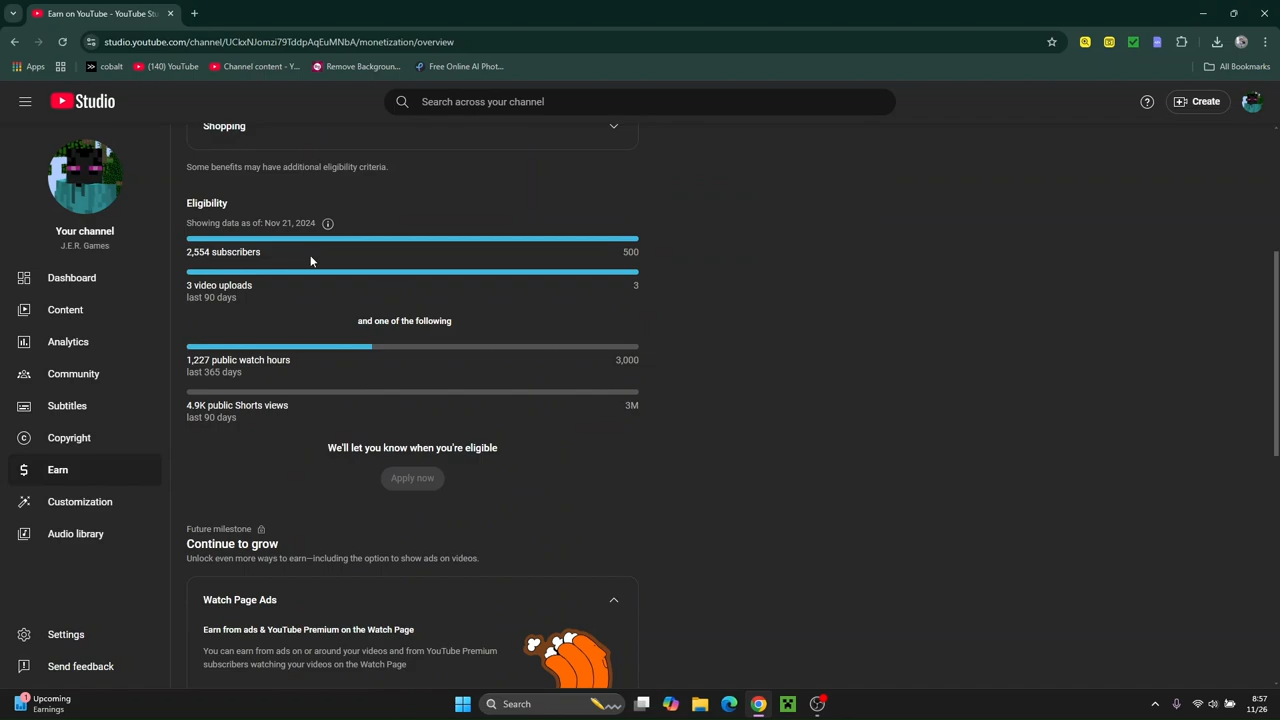 Earn on YouTube - YouTube Stu
studio.youtube.com/channel/UCkxNJomzi79TddpAqEuMNbA/monetization/overview
Apps
cobalt
(140) YouTube
Channel content - Y...
Remove Backgroun...
Free Online AI Phot...
All Bookmarks
Studio
Search across your channel
Create
Your channel
J.E.R. Games
Dashboard
Content
Analytics
Community
Subtitles
Copyright
Earn
Customization
Audio library
Settings
Send feedback
Shopping
Some benefits may have additional eligibility criteria.
Eligibility
Showing data as of: Nov 21, 2024
2,554 subscribers 500
3 video uploads 3
last 90 days
and one of the following
1,227 public watch hours 3,000
last 365 days
4.9K public Shorts views 3M
last 90 days
We'll let you know when you're eligible
Apply now
Future milestone
Continue to grow
Unlock even more ways to earn—including the option to show ads on videos.
Watch Page Ads
Earn from ads & YouTube Premium on the Watch Page
You can earn from ads on or around your videos and from YouTube Premium
subscribers watching your videos on the Watch Page
1
Upcoming
Earnings
Search
8:57
11/26